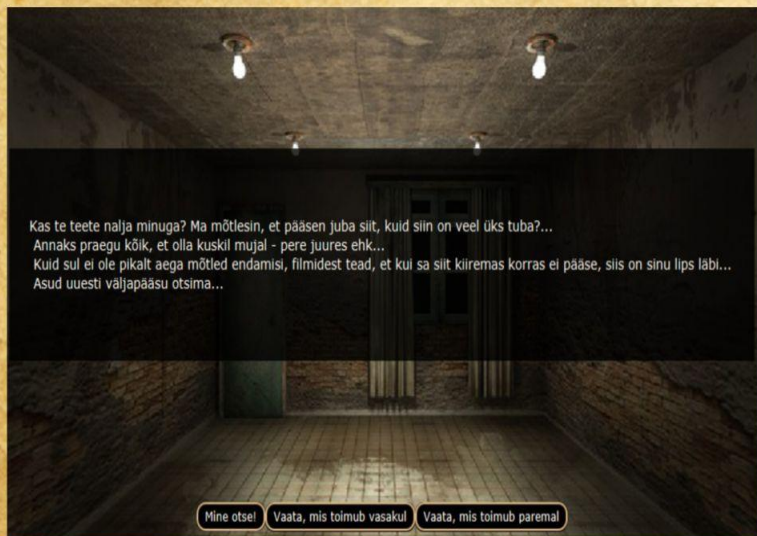 Kas te teete nalja minuga? Ma mõtlesin, et pääsen juba siit, kuid siin on veel üks tuba?...
Annaks praegu kõik, et olla kuskil mujal - pere juures ehk...
Kuid sul ei ole pikalt aega mõtled endamisi, filmidest tead, et kui sa siit kiiremas korras ei pääse, siis on sinu lips läbi...
Asud uuesti väljapääsu otsima...
Mine otse! Vaata, mis toimub vasakul Vaata, mis toimub paremal